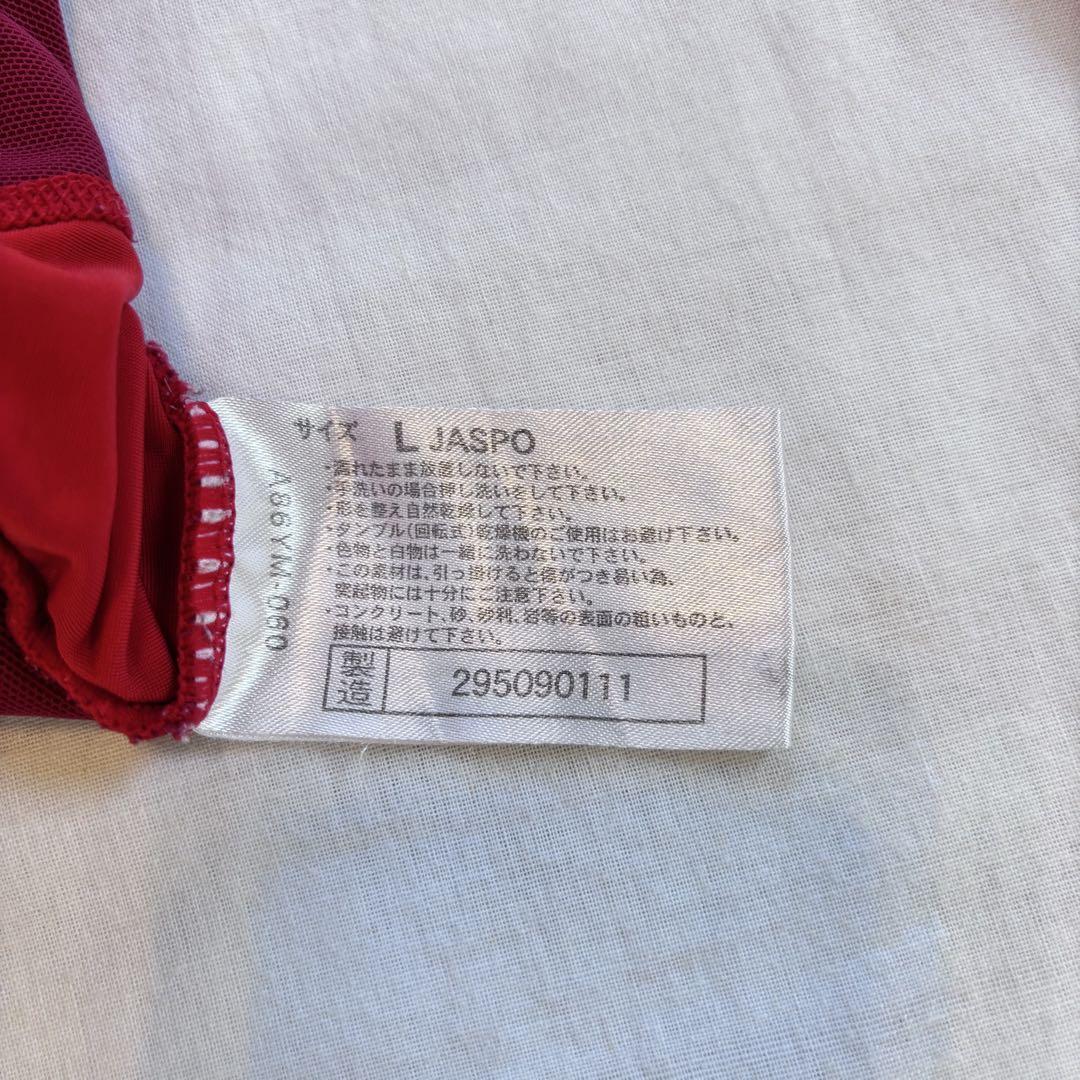 サイズ L JASPO
・濡れたまま放置しないで下さい。
・手洗いの場合押し洗いをして下さい。
・形を整え自然乾燥して下さい。
・タンブル(回転式)乾燥機のご使用はお避け下さい。
・色物と白物は一緒に洗わないで下さい。
・この素材は、引っ掛けると傷がつき易い為、
突起物には十分にご注意下さい。
・コンクリート、砂、砂利、岩等の表面の粗いものと、
接触は避けて下さい。
製造 295090111
A86YM-060